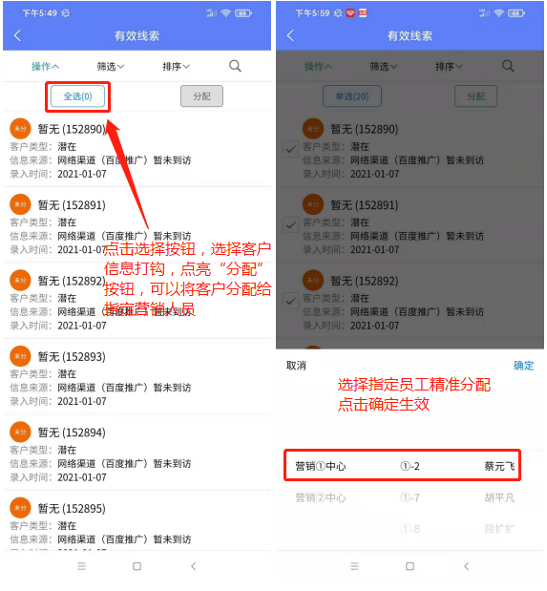 下午5:49
有效线索
操作
筛选
排序
全选(0)
分配
未分 暂无 (152890)
客户类型: 潜在
信息来源: 网络渠道（百度推广）暂未到访
录入时间: 2021-01-07
未分 暂无 (152891)
客户类型: 潜在
信息来源: 网络渠道（百度推广）暂未到访
录入时间: 2021-01-07
未分 暂无 (152892)
客户类型: 潜在
信息来源: 网络渠道（百度推广）暂未到访
录入时间: 2021-01-07
未分 暂无 (152893)
客户类型: 潜在
信息来源: 网络渠道（百度推广）暂未到访
录入时间: 2021-01-07
未分 暂无 (152894)
客户类型: 潜在
信息来源: 网络渠道（百度推广）暂未到访
录入时间: 2021-01-07
未分 暂无 (152895)
客户类型: 潜在
信息来源: 网络渠道（百度推广）暂未到访
录入时间: 2021-01-07
点击选择按钮，选择客户
信息打钩，点亮“分配”
按钮，可以将客户分配给
指定营销人员
下午5:59
有效线索
操作
筛选
排序
单选(20)
分配
未分 暂无 (152890)
客户类型: 潜在
信息来源: 网络渠道（百度推广）暂未到访
录入时间: 2021-01-07
未分 暂无 (152891)
客户类型: 潜在
信息来源: 网络渠道（百度推广）暂未到访
录入时间: 2021-01-07
未分 暂无 (152892)
客户类型: 潜在
信息来源: 网络渠道（百度推广）暂未到访
录入时间: 2021-01-07
取消
确定
选择指定员工精准分配
点击确定生效
营销①中心 ①-2 蔡元飞
营销②中心 ①-7 胡平凡
①-8 段扩扩